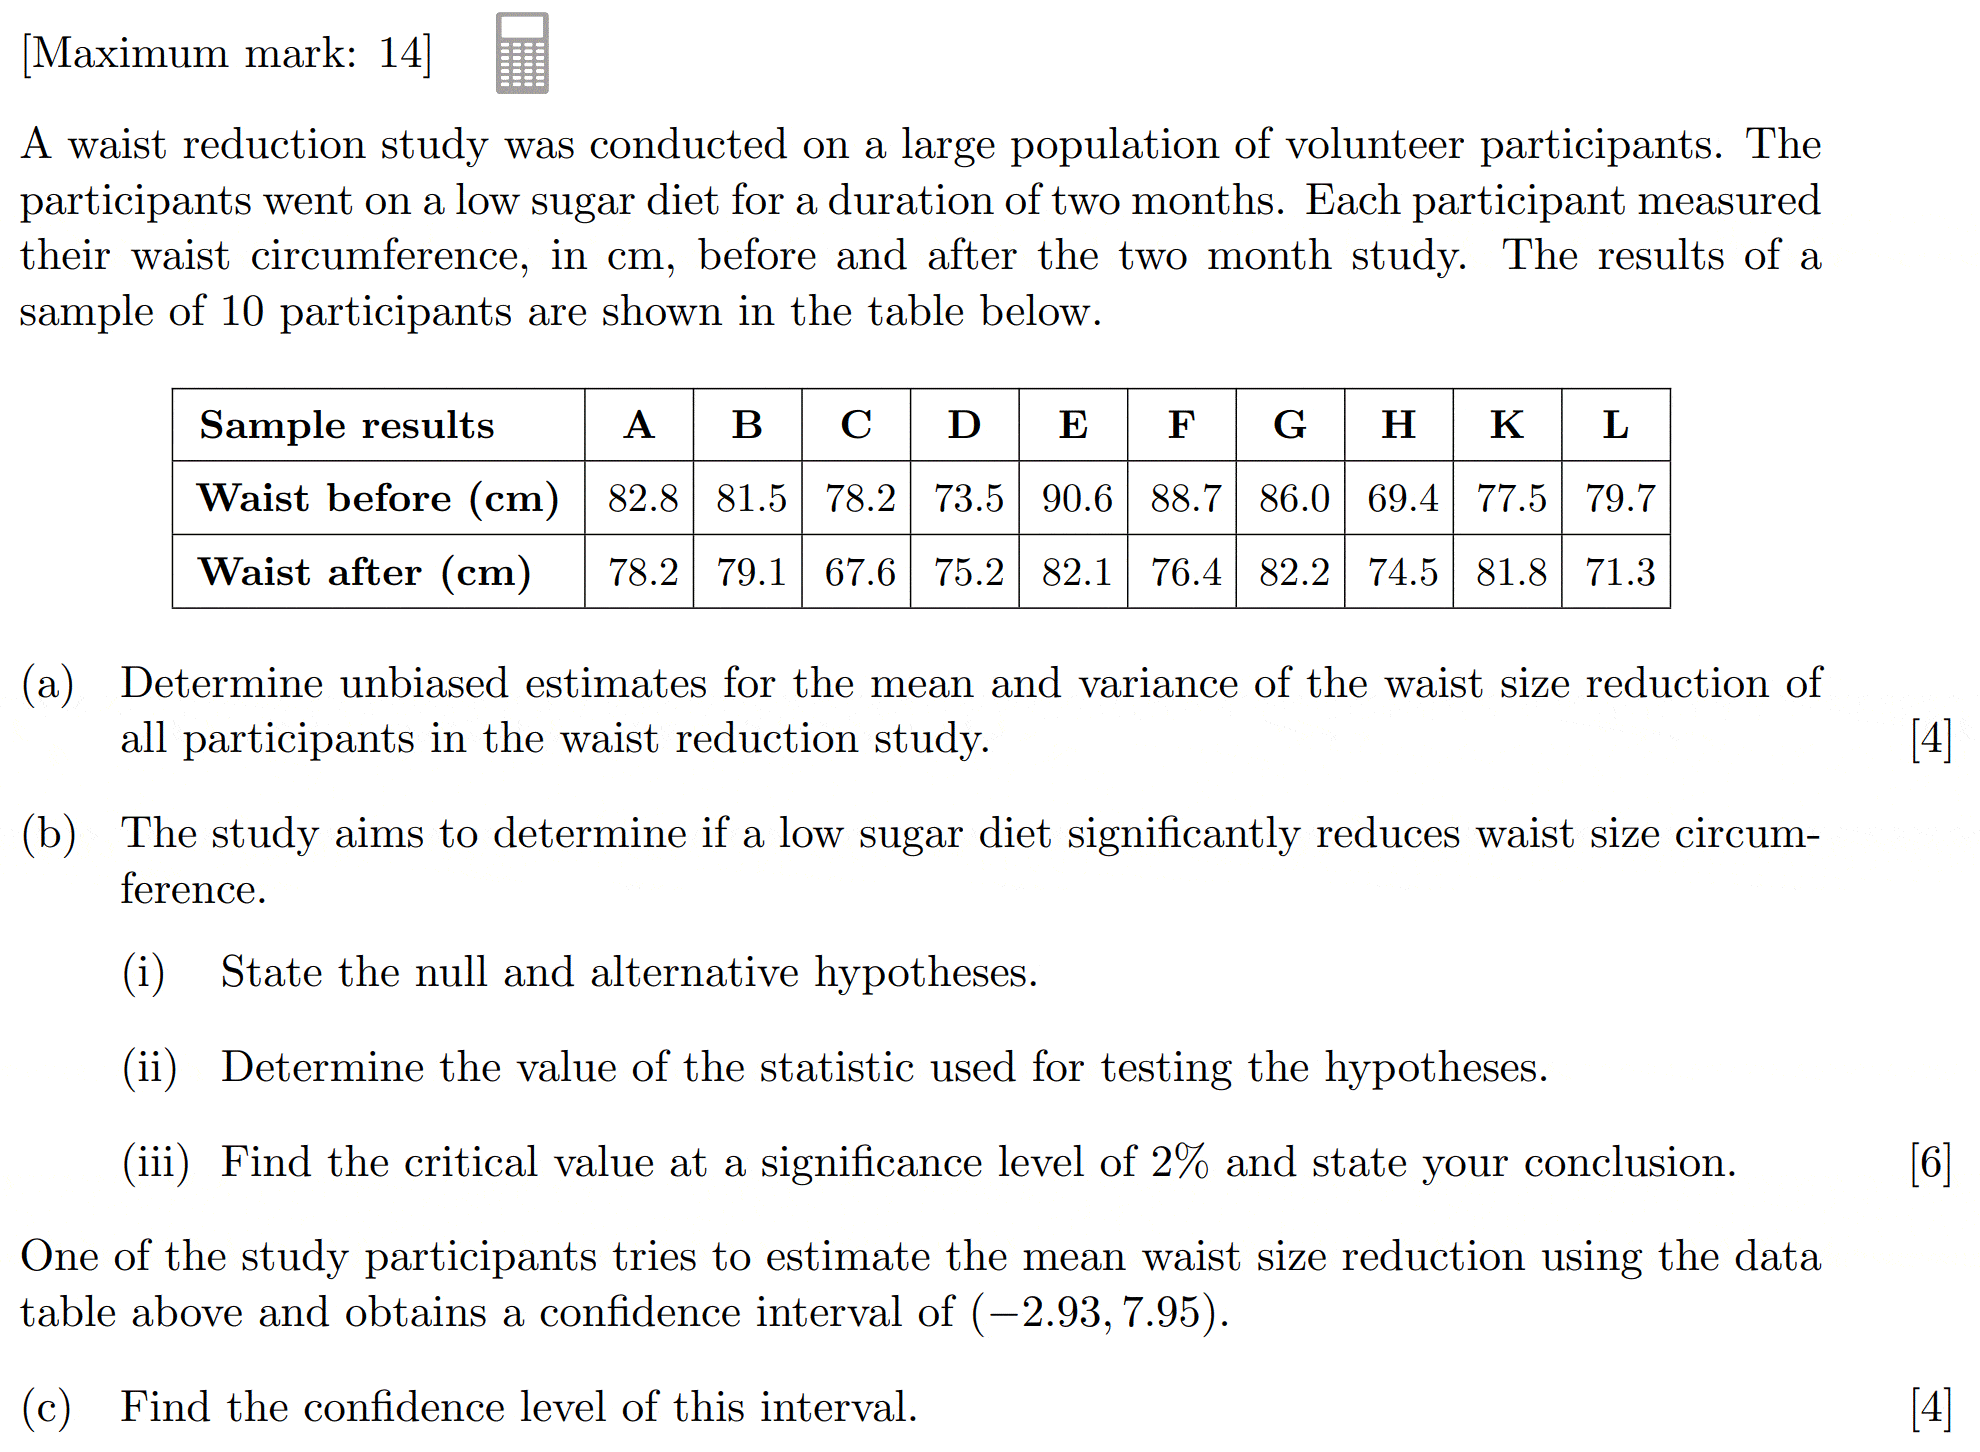 [Maximum mark: 14]
A waist reduction study was conducted on a large population of volunteer participants. The
participants went on a low sugar diet for a duration of two months. Each participant measured
their waist circumference, in cm, before and after the two month study. The results of a
sample of 10 participants are shown in the table below.
Sample results A B C D E F G H K L
Waist before (cm) 82.8 81.5 78.2 73.5 90.6 88.7 86.0 69.4 77.5 79.7
Waist after (cm) 78.2 79.1 67.6 75.2 82.1 76.4 82.2 74.5 81.8 71.3
(a) Determine unbiased estimates for the mean and variance of the waist size reduction of
all participants in the waist reduction study. [4]
(b) The study aims to determine if a low sugar diet significantly reduces waist size circum-
ference.
(i) State the null and alternative hypotheses.
(ii) Determine the value of the statistic used for testing the hypotheses.
(iii) Find the critical value at a significance level of 2% and state your conclusion. [6]
One of the study participants tries to estimate the mean waist size reduction using the data
table above and obtains a confidence interval of (−2.93, 7.95).
(c) Find the confidence level of this interval. [4]